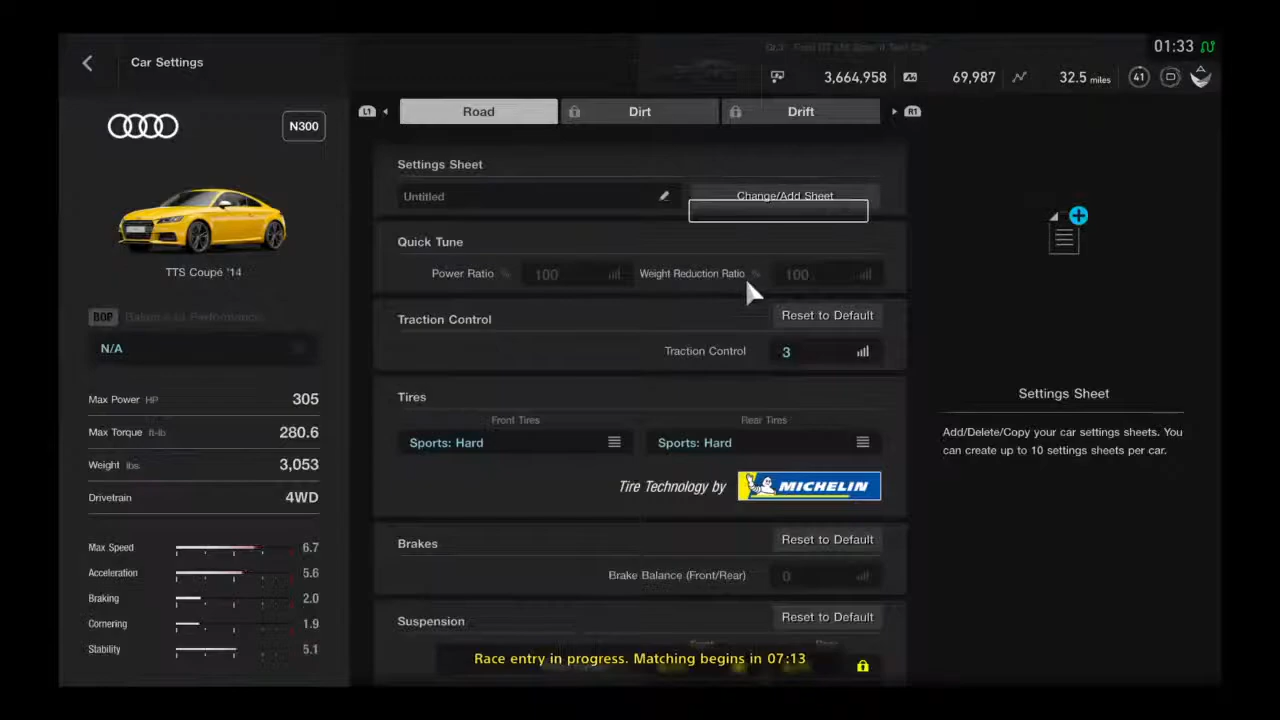 01:33
Car Settings
3,664,958
69,987
32.5 miles
41
L1
Road
Dirt
Drift
R1
N300
TTS Coupé '14
BOP Balance of Performance
N/A
Max Power HP 305
Max Torque ft-lb 280.6
Weight lbs 3,053
Drivetrain 4WD
Max Speed 6.7
Acceleration 5.6
Braking 2.0
Cornering 1.9
Stability 5.1
Settings Sheet
Untitled
Change/Add Sheet
Quick Tune
Power Ratio % 100
Weight Reduction Ratio % 100
Traction Control
Reset to Default
Traction Control 3
Tires
Front Tires
Rear Tires
Sports: Hard
Sports: Hard
Tire Technology by MICHELIN
Brakes
Reset to Default
Brake Balance (Front/Rear) 0
Suspension
Reset to Default
Race entry in progress. Matching begins in 07:13
Settings Sheet
Add/Delete/Copy your car settings sheets. You
can create up to 10 settings sheets per car.